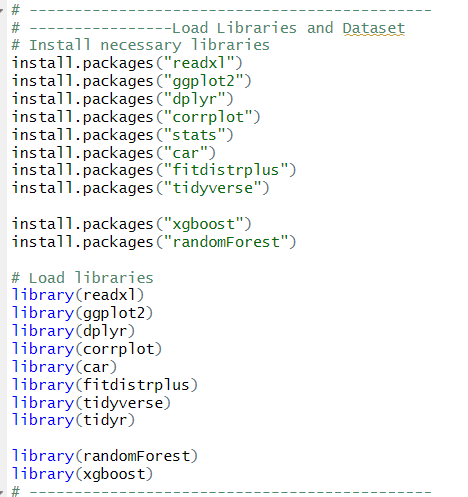 # ---------------------------------------------
# ----------------Load Libraries and Dataset
# Install necessary libraries
install.packages("readxl")
install.packages("ggplot2")
install.packages("dplyr")
install.packages("corrplot")
install.packages("stats")
install.packages("car")
install.packages("fitdistrplus")
install.packages("tidyverse")
install.packages("xgboost")
install.packages("randomForest")
# Load libraries
library(readxl)
library(ggplot2)
library(dplyr)
library(corrplot)
library(car)
library(fitdistrplus)
library(tidyverse)
library(tidyr)
library(randomForest)
library(xgboost)
# ---------------------------------------------